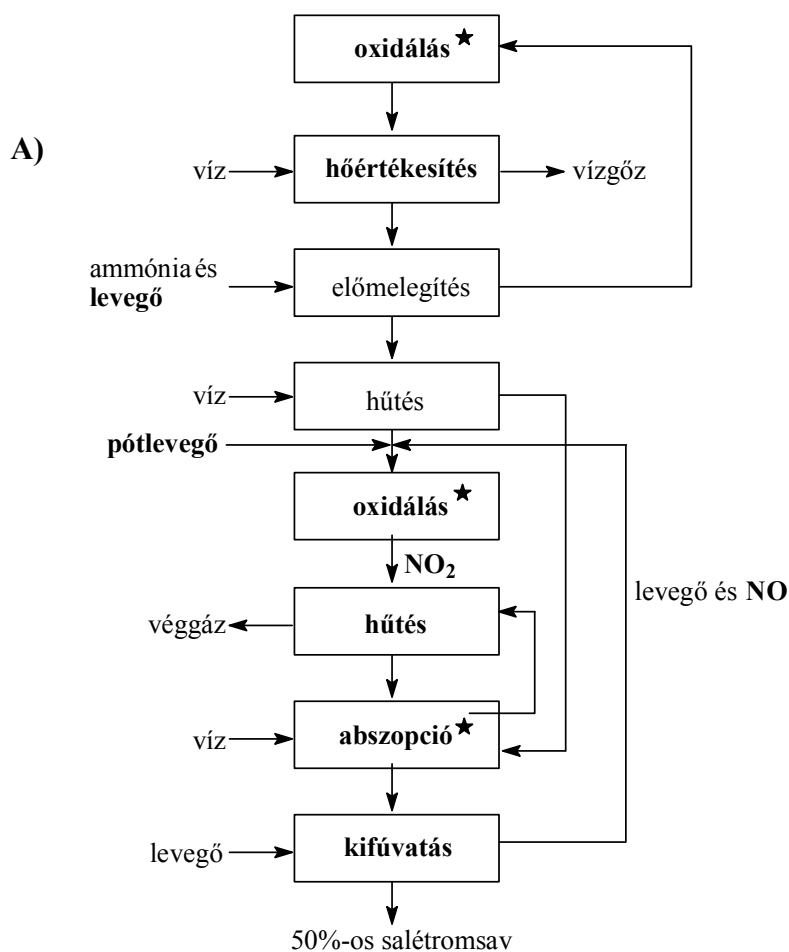 oxidálás★
A)
víz
hőértékesítés
vízgőz
ammónia és
levegő
előmelegítés
víz
hűtés
pótlevegő
oxidálás★
NO₂
levegő és NO
véggáz
hűtés
víz
abszopció★
levegő
kifúvatás
50%-os salétromsav